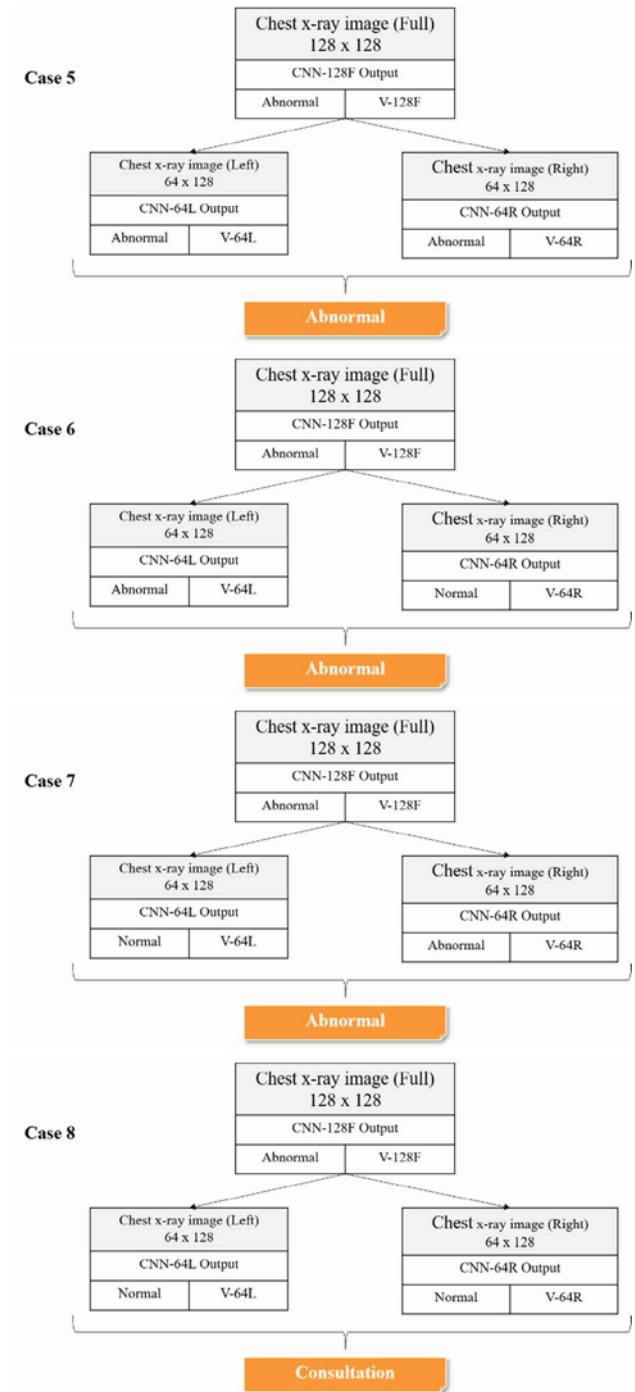 Case 5
Chest x-ray image (Full)
128 x 128
CNN-128F Output
Abnormal V-128F
Chest x-ray image (Left)
64 x 128
CNN-64L Output
Abnormal V-64L
Chest x-ray image (Right)
64 x 128
CNN-64R Output
Abnormal V-64R
Abnormal
Case 6
Chest x-ray image (Full)
128 x 128
CNN-128F Output
Abnormal V-128F
Chest x-ray image (Left)
64 x 128
CNN-64L Output
Abnormal V-64L
Chest x-ray image (Right)
64 x 128
CNN-64R Output
Normal V-64R
Abnormal
Case 7
Chest x-ray image (Full)
128 x 128
CNN-128F Output
Abnormal V-128F
Chest x-ray image (Left)
64 x 128
CNN-64L Output
Normal V-64L
Chest x-ray image (Right)
64 x 128
CNN-64R Output
Abnormal V-64R
Abnormal
Case 8
Chest x-ray image (Full)
128 x 128
CNN-128F Output
Abnormal V-128F
Chest x-ray image (Left)
64 x 128
CNN-64L Output
Normal V-64L
Chest x-ray image (Right)
64 x 128
CNN-64R Output
Normal V-64R
Consultation